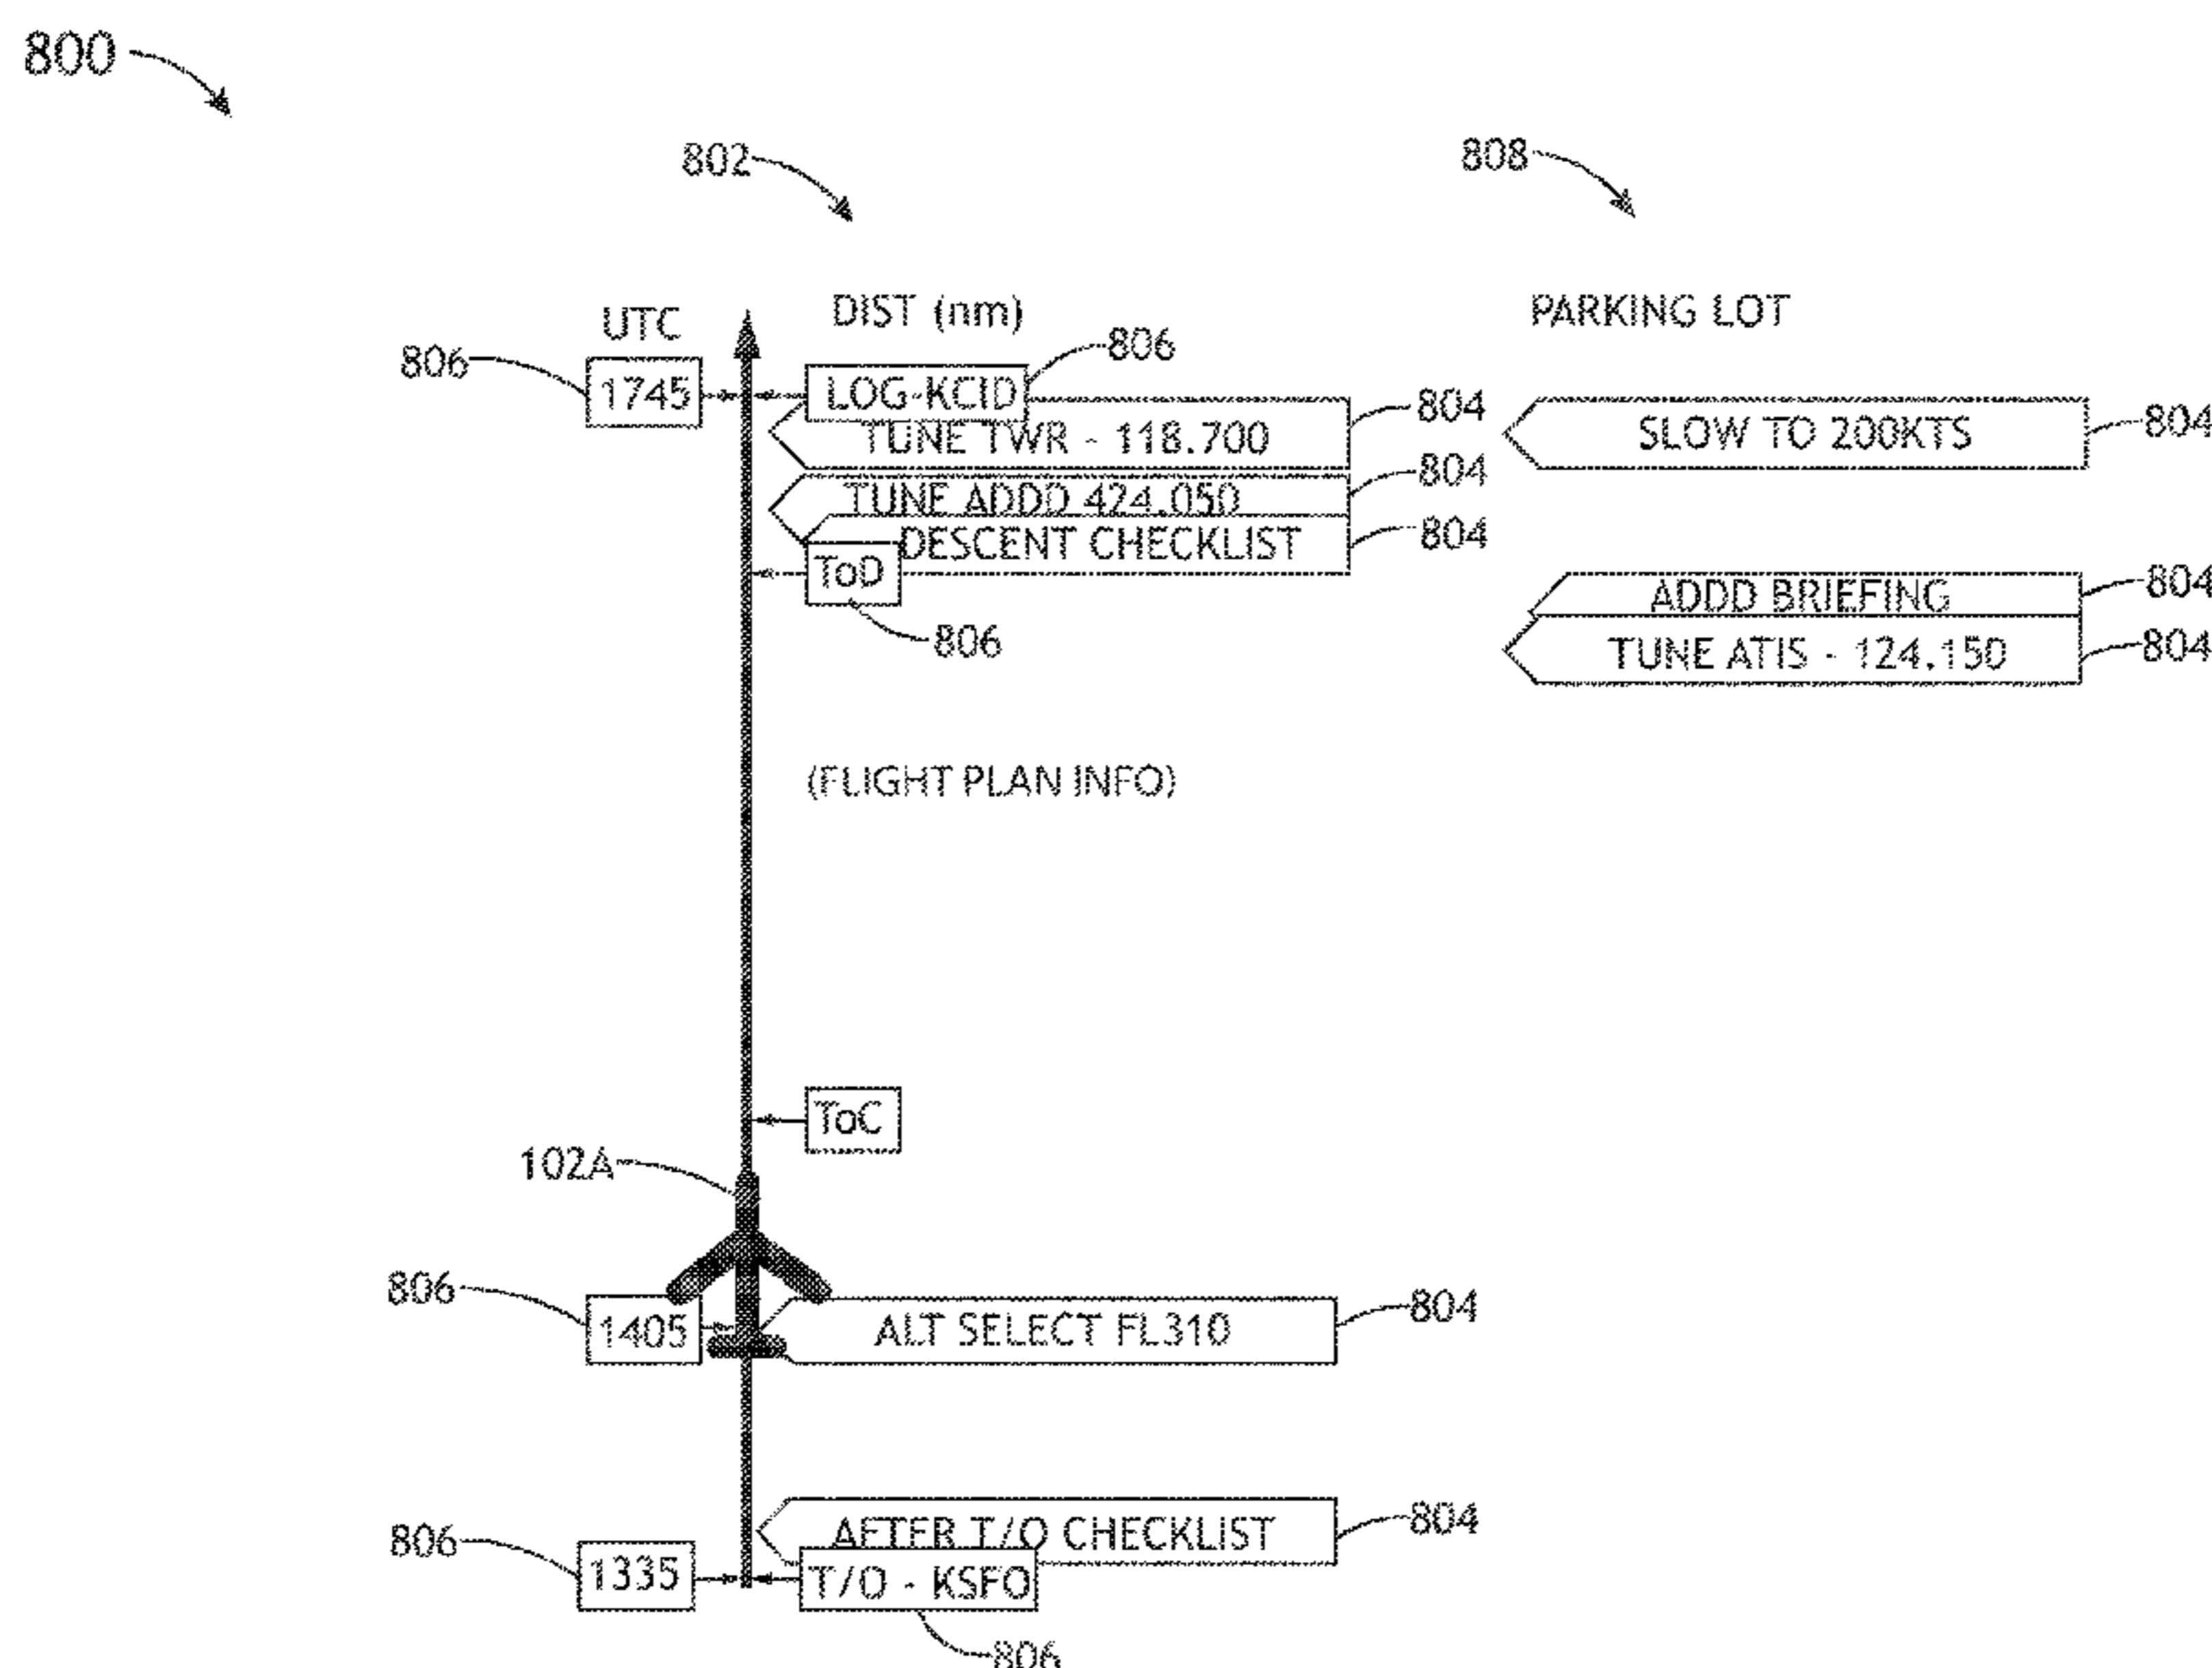 800
802
808
UTC
DIST (nm)
PARKING LOT
806
1745
LOG-KCID
806
TUNE TWR - 118.700
804
SLOW TO 200KTS
804
TUNE ADDD 424.050
804
DESCENT CHECKLIST
804
ToD
806
ADDD BRIEFING
804
TUNE ATIS - 124.150
804
(FLIGHT PLAN INFO)
ToC
102A
806
1405
ALT SELECT FL310
804
AFTER T/O CHECKLIST
804
806
1335
T/O - KSFO
806